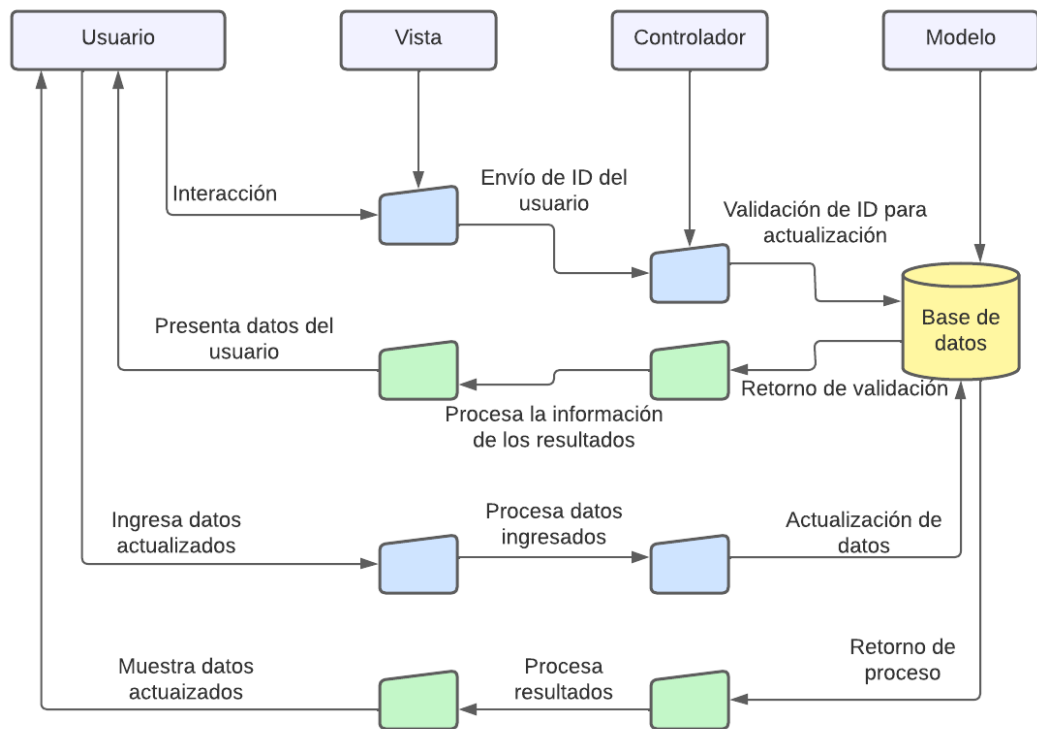 Usuario
Vista
Controlador
Modelo
Interacción
Envío de ID del
usuario
Validación de ID para
actualización
Base de
datos
Presenta datos del
usuario
Retorno de validación
Procesa la información
de los resultados
Ingresa datos
actualizados
Procesa datos
ingresados
Actualización de
datos
Muestra datos
actuaizados
Procesa
resultados
Retorno de
proceso